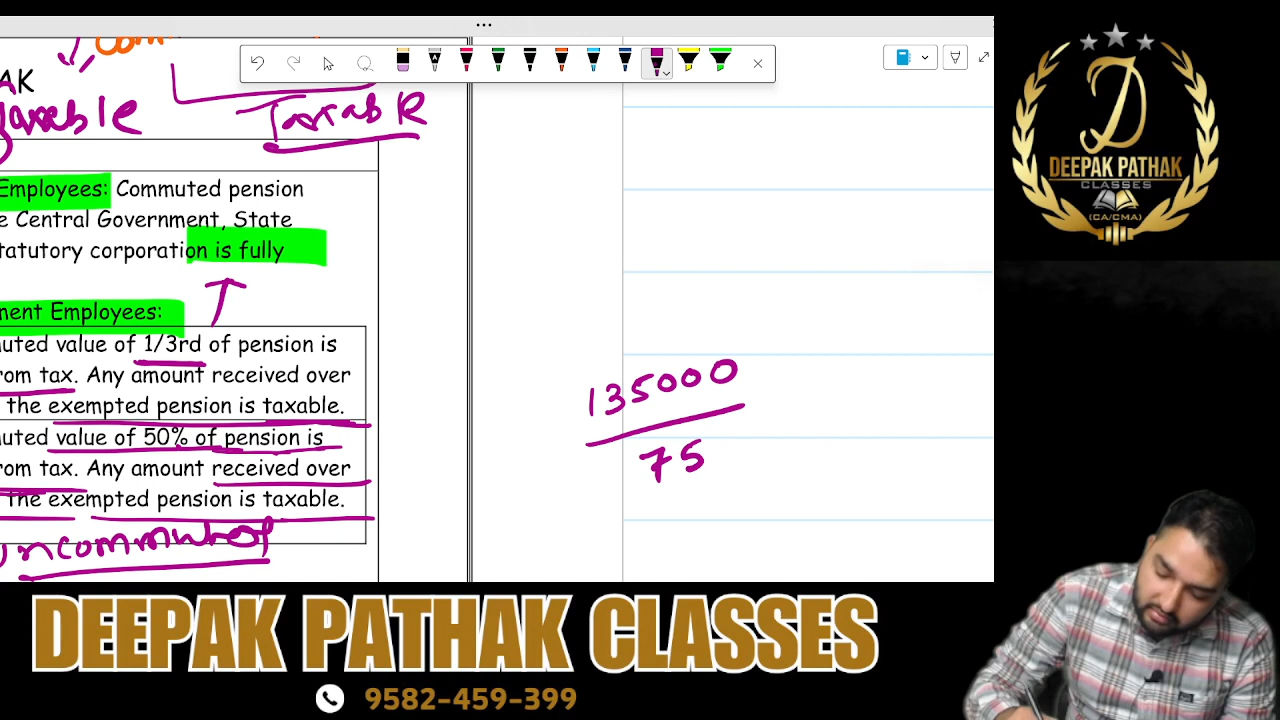 Com
AK
Taxable
Taxable
Employees: Commuted pension
e Central Government, State
tatutory corporation is fully
ment Employees:
uted value of 1/3rd of pension is
rom tax. Any amount received over
the exempted pension is taxable.
uted value of 50% of pension is
rom tax. Any amount received over
the exempted pension is taxable.
135000
75
D
DEEPAK PATHAK
CLASSES
(CA/CMA)
DEEPAK PATHAK CLASSES
9582-459-399